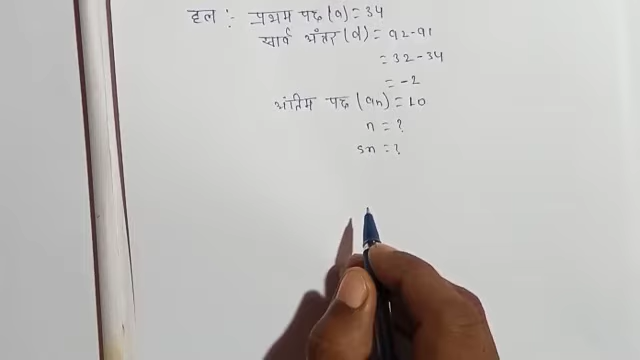 हल :- प्रथम पद (a) = 34
सार्व अंतर (d) = a2 - a1
= 32 - 34
= -2
अंतिम पद (an) = 10
n = ?
sn = ?